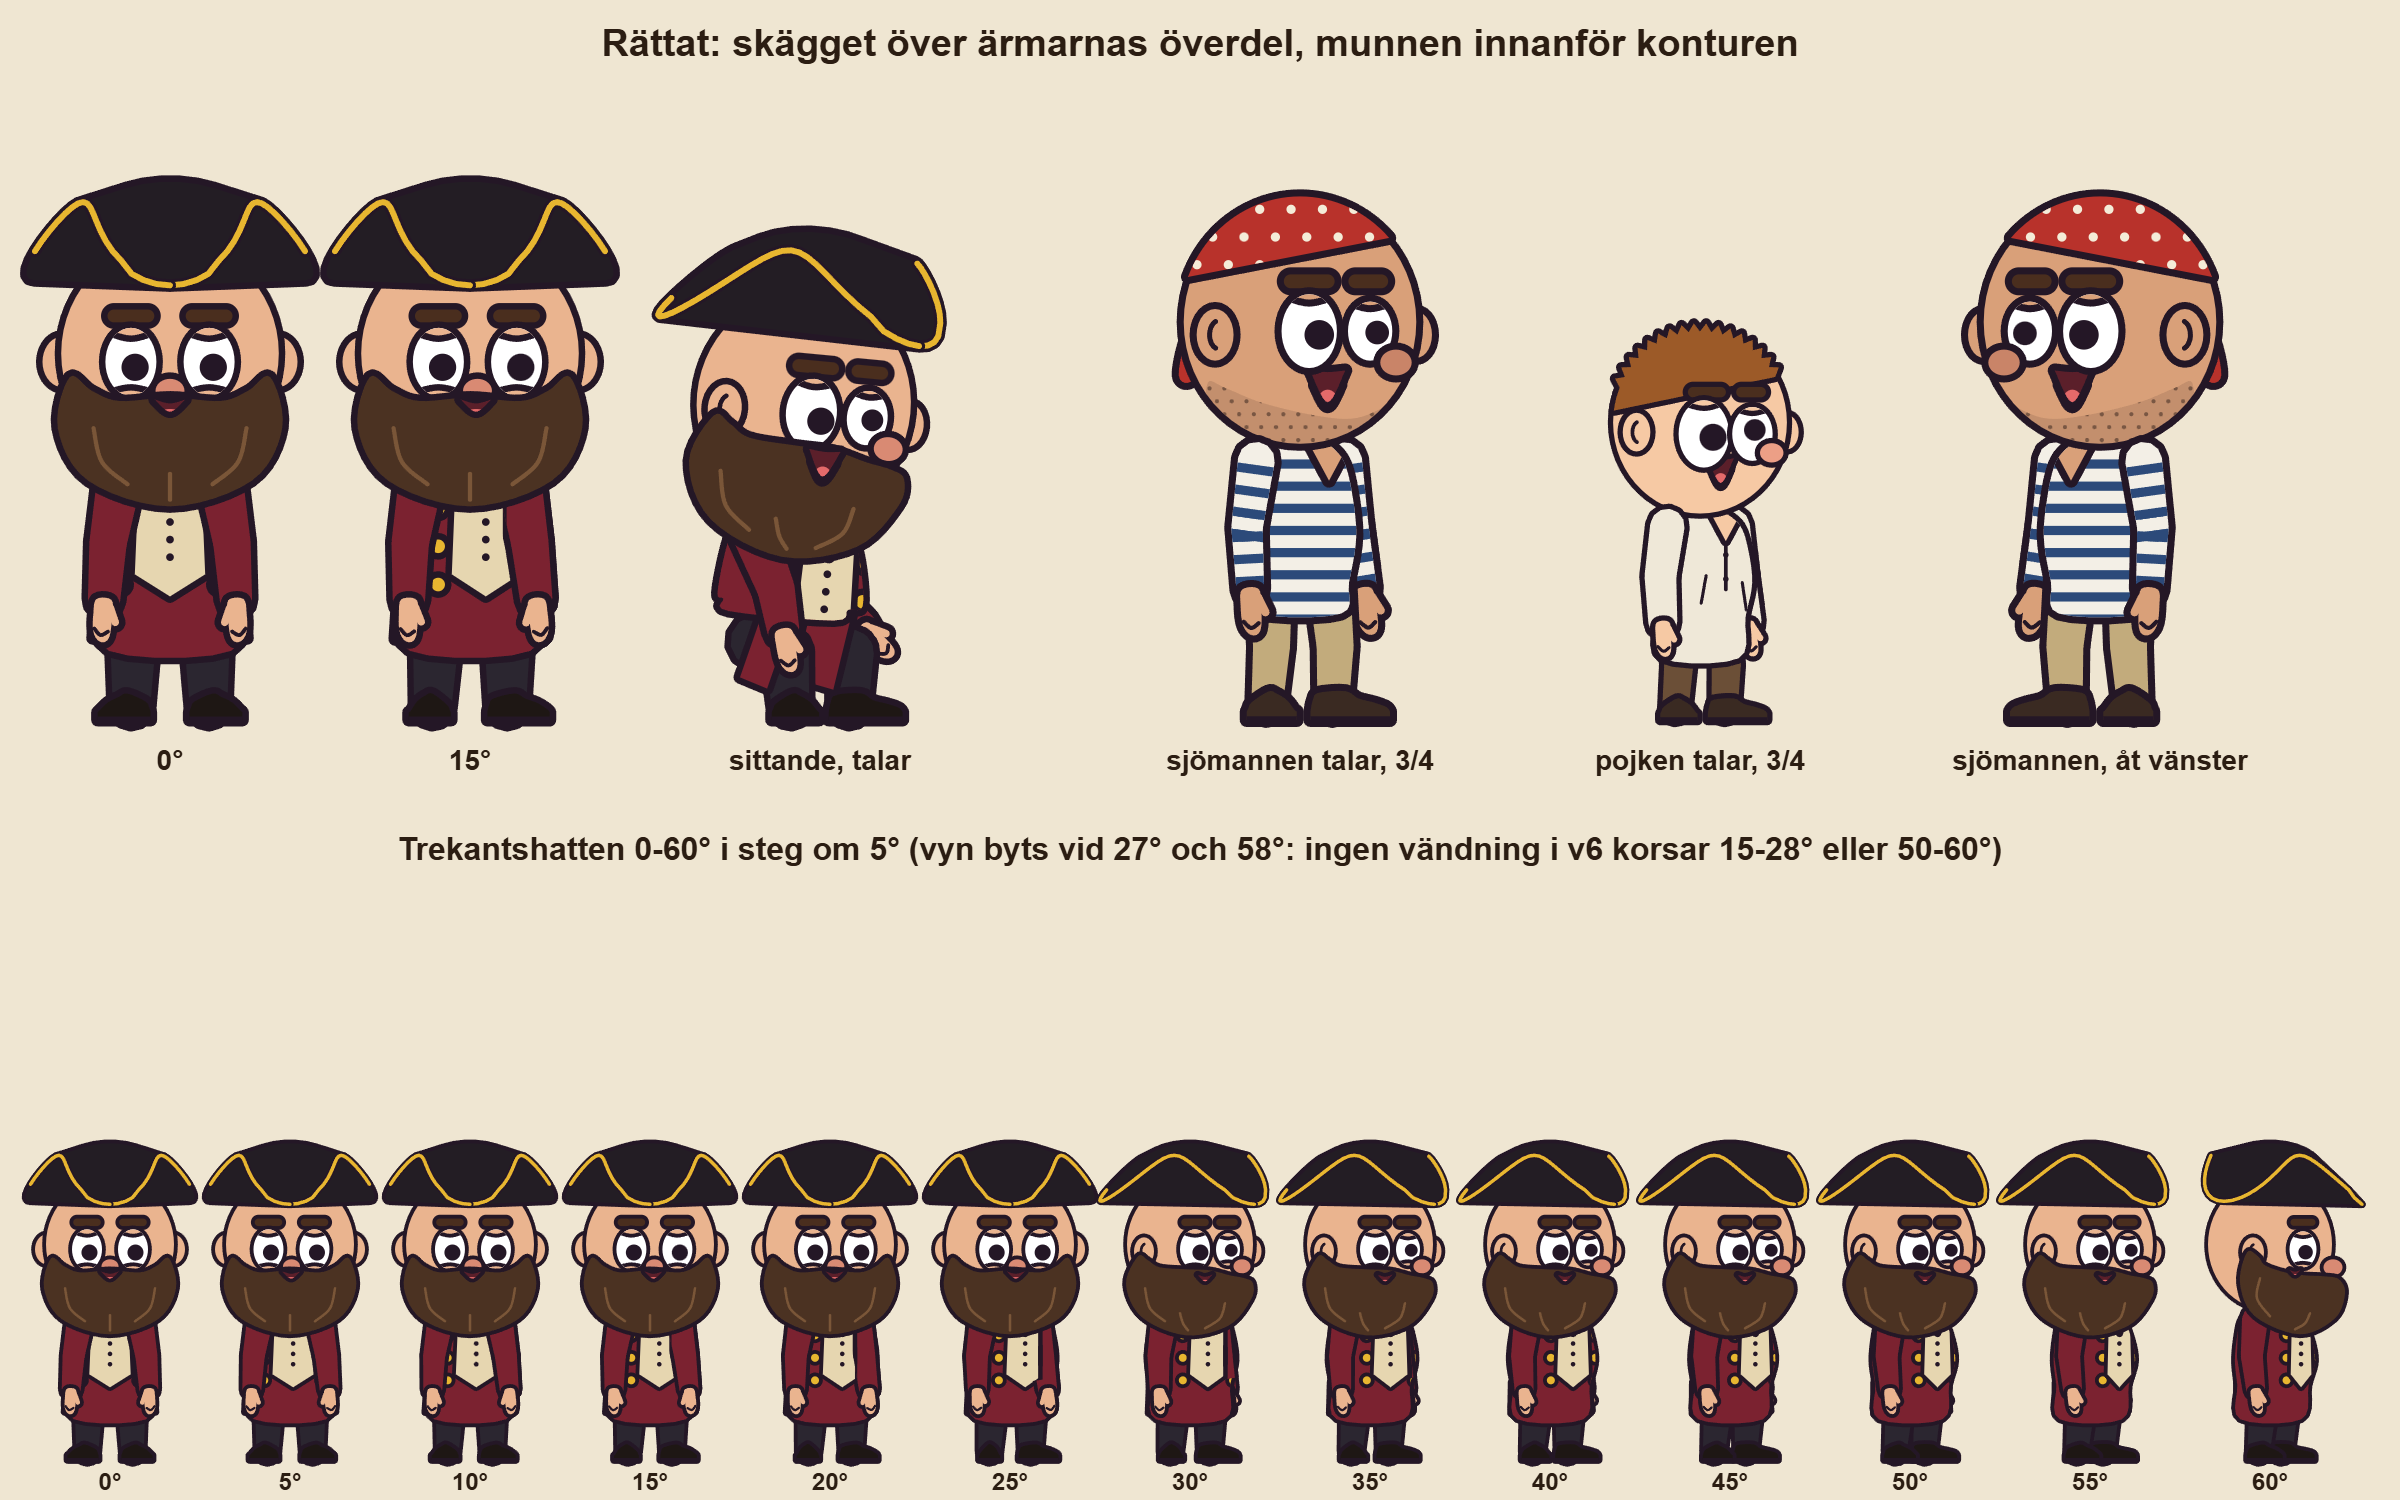 Rättat: skägget över ärmarnas överdel, munnen innanför konturen
0° 15° sittande, talar sjömannen talar, 3/4 pojken talar, 3/4 sjömannen, åt vänster
Trekantshatten 0-60° i steg om 5° (vyn byts vid 27° och 58°: ingen vändning i v6 korsar 15-28° eller 50-60°)
0° 5° 10° 15° 20° 25° 30° 35° 40° 45° 50° 55° 60°